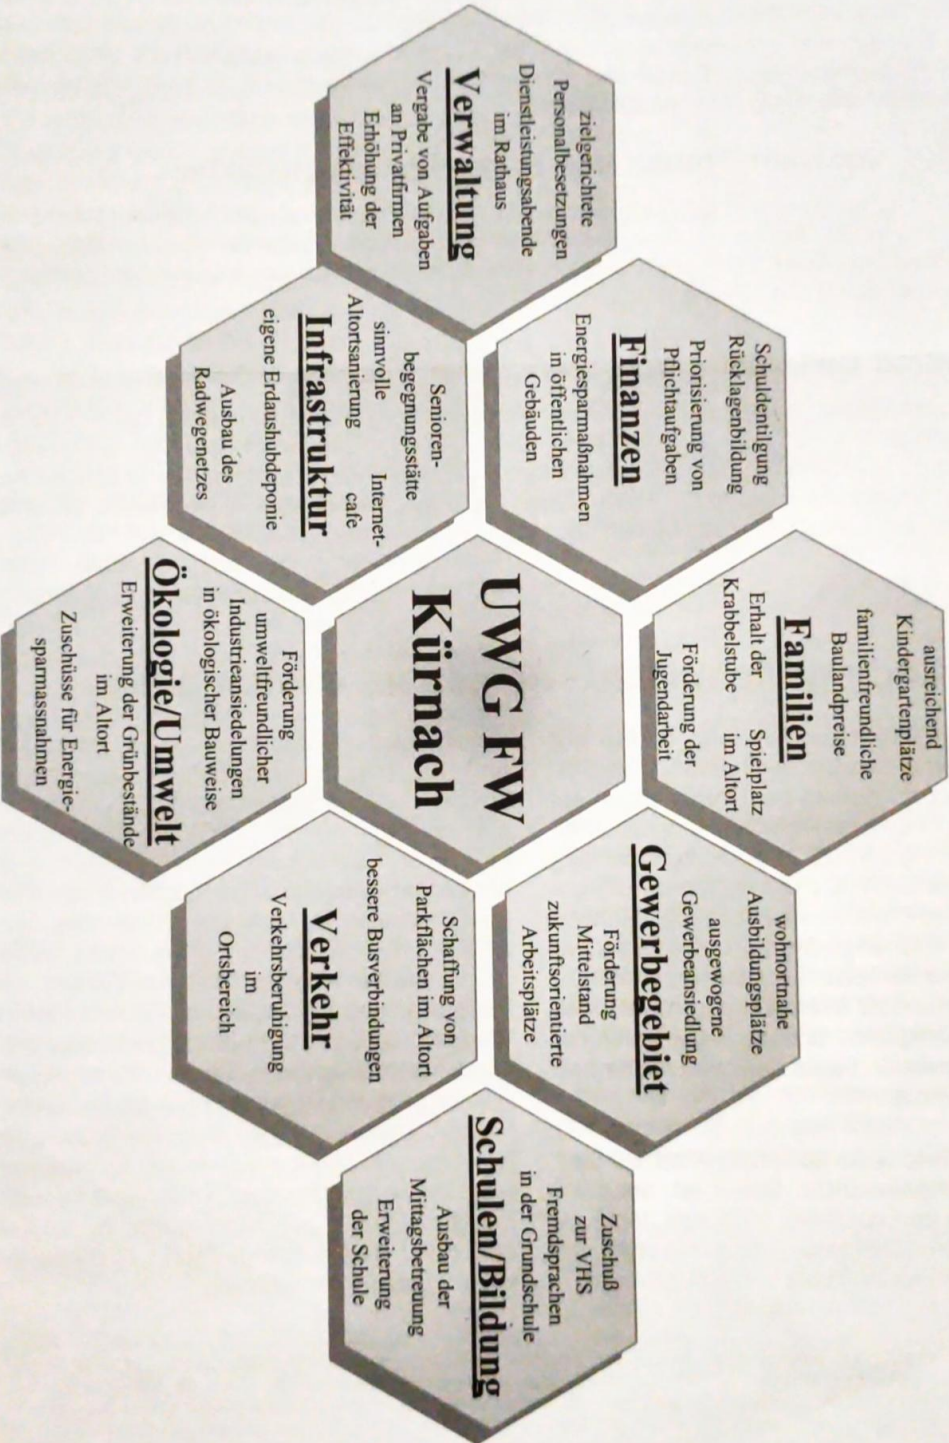 zielgerichtete
Personalbesetzungen
Dienstleistungsabende
im Rathaus
Verwaltung
Vergabe von Aufgaben
an Privatfirmen
Erhöhung der
Effektivität
Schuldentilgung
Rücklagenbildung
Priorisierung von
Pflichtaufgaben
Finanzen
Energiesparmaßnahmen
in öffentlichen
Gebäuden
Senioren-
begegnungsstätte
sinnvolle Internet-
Altortsanierung cafe
Infrastruktur
eigene Erdaushubdeponie
Ausbau des
Radwegenetzes
ausreichend
Kindergartenplätze
familienfreundliche
Baulandpreise
Familien
Erhalt der Spielplatz
Krabbelstube im Altort
Förderung der
Jugendarbeit
UWG FW
Kürnach
Förderung
umweltfreundlicher
Industrieansiedelungen
in ökologischer Bauweise
Ökologie/Umwelt
Erweiterung der Grünbestände
im Altort
Zuschüsse für Energie-
sparmassnahmen
wohnortnahe
Ausbildungsplätze
ausgewogene
Gewerbeansiedlung
Gewerbegebiet
Förderung
Mittelstand
zukunftsorientierte
Arbeitsplätze
Schaffung von
Parkflächen im Altort
bessere Busverbindungen
Verkehr
Verkehrsberuhigung
im
Ortsbereich
Zuschuß
zur VHS
Fremdsprachen
in der Grundschule
Schulen/Bildung
Ausbau der
Mittagsbetreuung
Erweiterung
der Schule